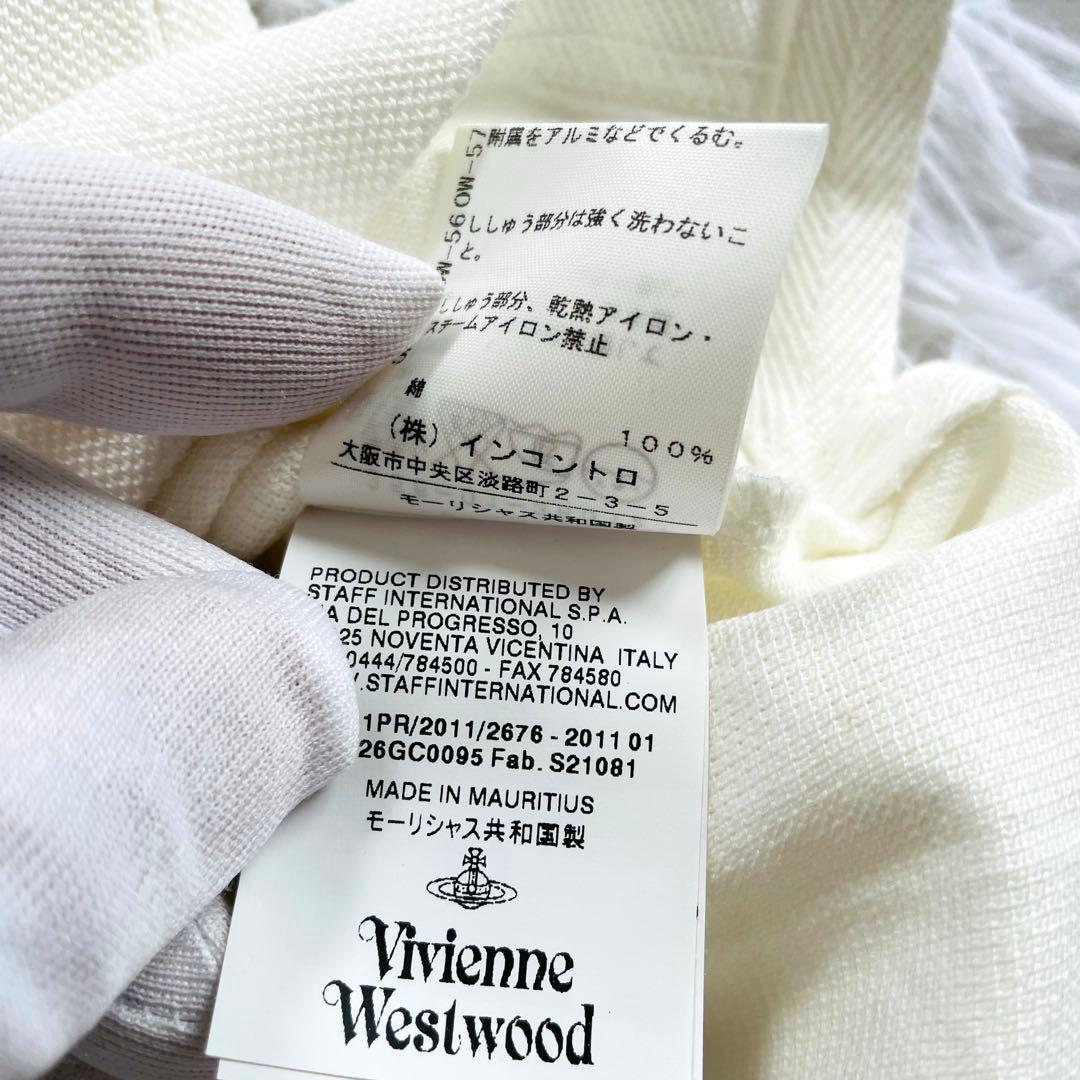 附属をアルミなどでくるむ。
ししゅう部分は強く洗わないこ
と。
ししゅう部分、乾熱アイロン・
スチームアイロン禁止
綿
100%
(株)インコントロ
大阪市中央区淡路町2-3-5
モーリシャス共和国製
W-56 0W-57
PRODUCT DISTRIBUTED BY
STAFF INTERNATIONAL S.P.A.
A DEL PROGRESSO, 10
25 NOVENTA VICENTINA ITALY
0444/784500 - FAX 784580
.STAFFINTERNATIONAL.COM
1PR/2011/2676 - 2011 01
26GC0095 Fab. S21081
MADE IN MAURITIUS
モーリシャス共和国製
Vivienne
Westwood